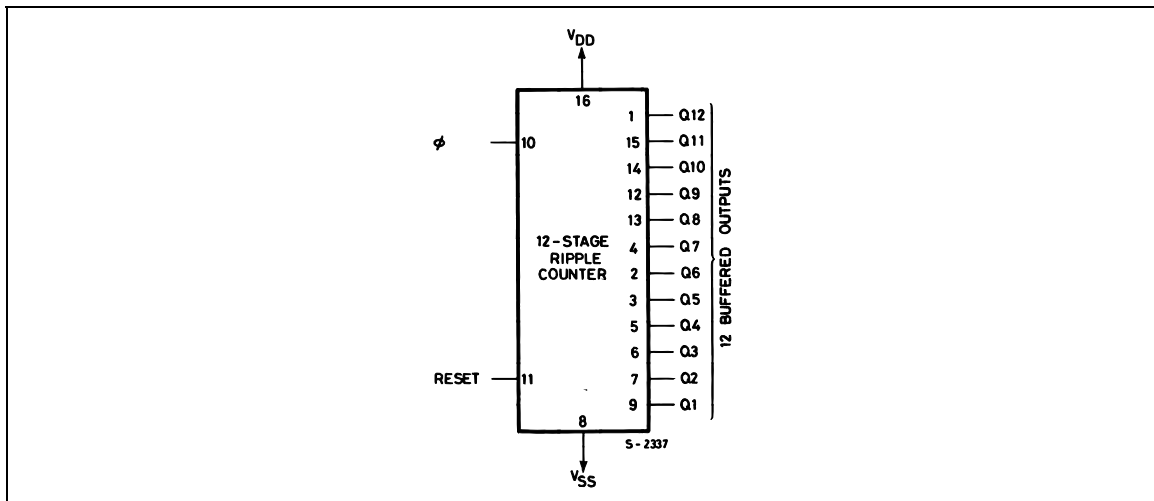 VDD
16
1 Q12
ϕ 10 15 Q11
14 Q10
12 Q9
13 Q8
12-STAGE 4 Q7
RIPPLE
COUNTER 2 Q6
3 Q5
5 Q4
6 Q3
RESET 11 7 Q2
9 Q1
12 BUFFERED OUTPUTS
8
S-2337
VSS